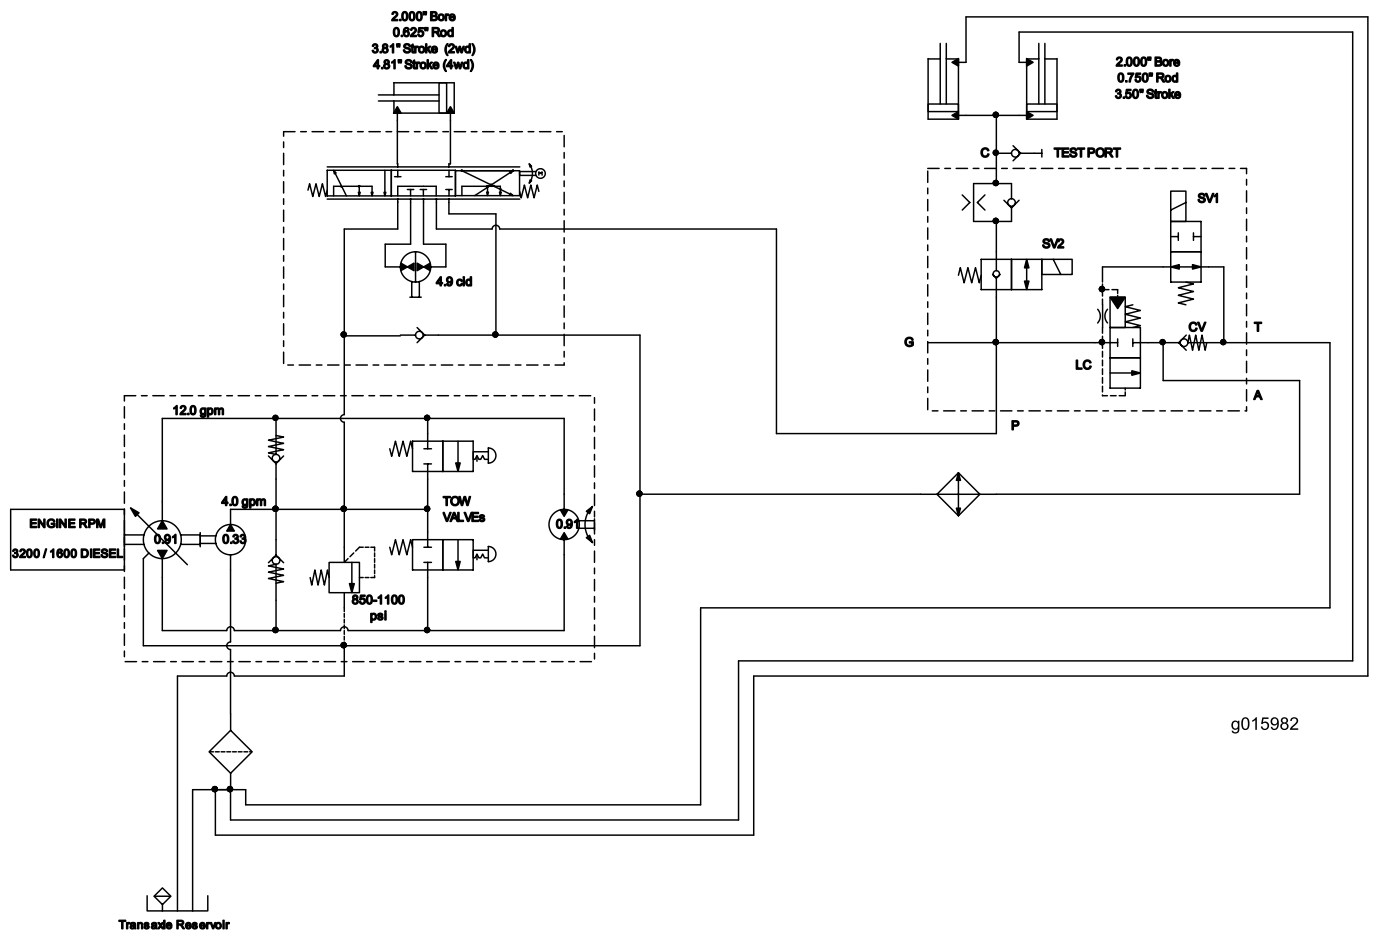 2.000" Bore
0.625" Rod
3.81" Stroke (2wd)
4.81" Stroke (4wd)
2.000" Bore
0.750" Rod
3.50" Stroke
C
TEST PORT
H
SV1
SV2
4.9 cid
CV
T
G
LC
A
P
12.0 gpm
4.0 gpm
TOW
VALVEs
ENGINE RPM
3200 / 1600 DIESEL
0.91
0.33
0.91
850-1100
psi
g015982
Transaxle Reservoir